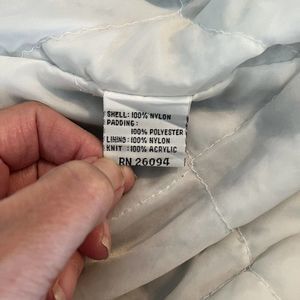 SHELL: 100% NYLON
PADDING:
100% POLYESTER
LINING: 100% NYLON
KNIT : 100% ACRYLIC
RN 26094